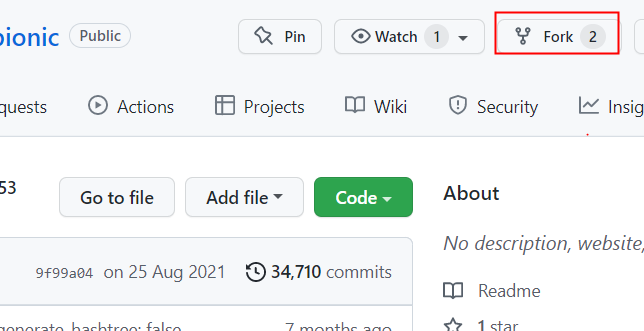 bionic Public Pin Watch 1 Fork 2
quests Actions Projects Wiki Security Insig
53 Go to file Add file Code About
9f99a04 on 25 Aug 2021 34,710 commits No description, website,
Readme
generate_hashtree: false 7 months ago 1 star